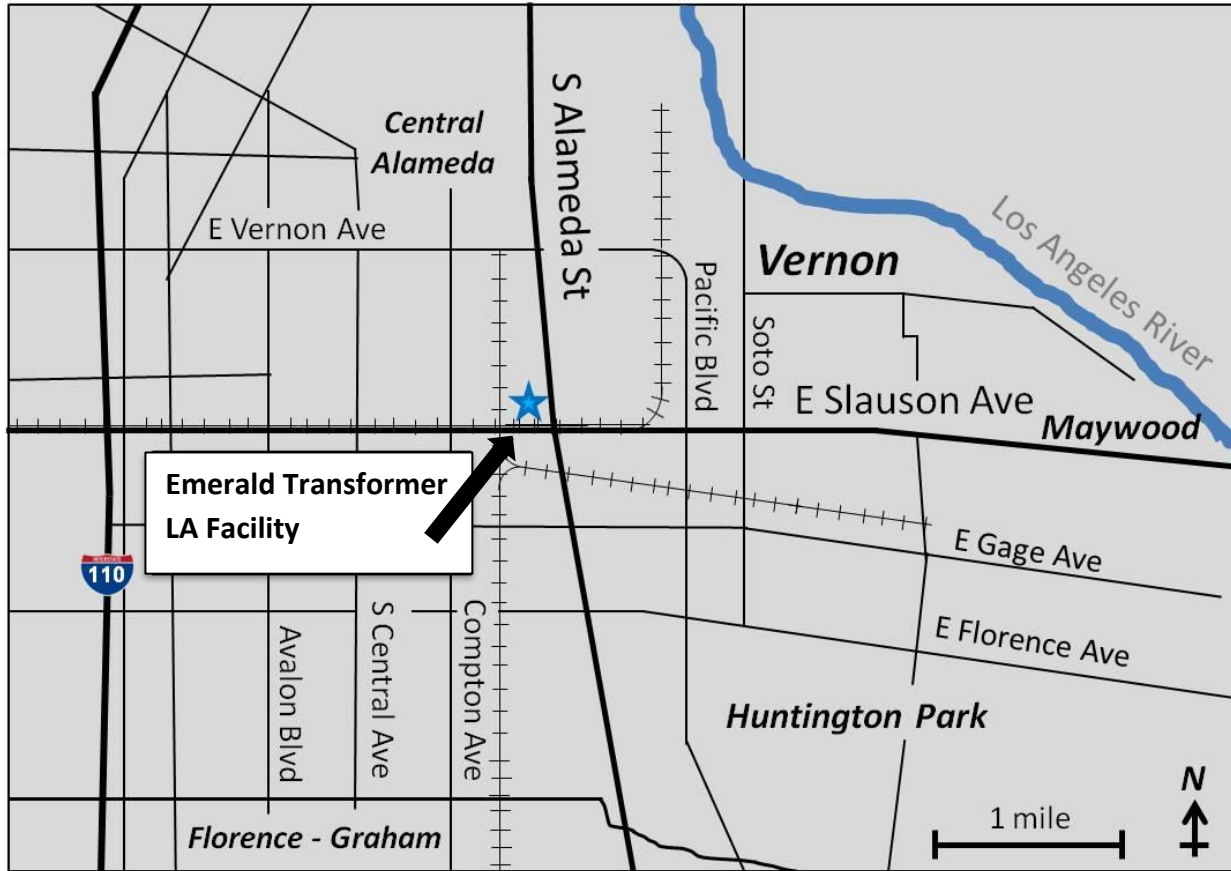 Central
Alameda
S Alameda St
E Vernon Ave
Los Angeles River
Vernon
Pacific Blvd
Soto St
E Slauson Ave
Maywood
Emerald Transformer
LA Facility
INTERSTATE
110
E Gage Ave
E Florence Ave
Avalon Blvd
S Central Ave
Compton Ave
Huntington Park
Florence - Graham
1 mile
N